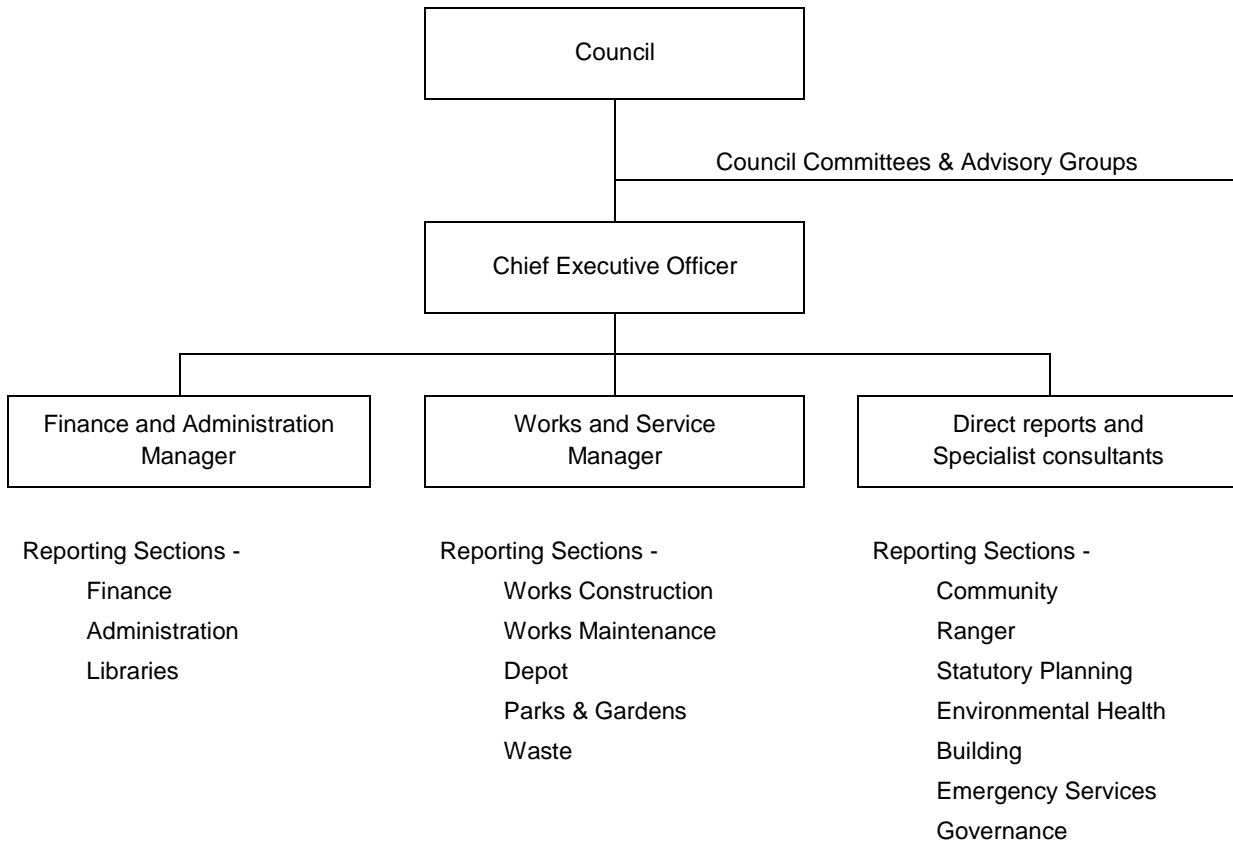 Council
Council Committees & Advisory Groups
Chief Executive Officer
Finance and Administration
Manager
Works and Service
Manager
Direct reports and
Specialist consultants
Reporting Sections -
Finance
Administration
Libraries
Reporting Sections -
Works Construction
Works Maintenance
Depot
Parks & Gardens
Waste
Reporting Sections -
Community
Ranger
Statutory Planning
Environmental Health
Building
Emergency Services
Governance